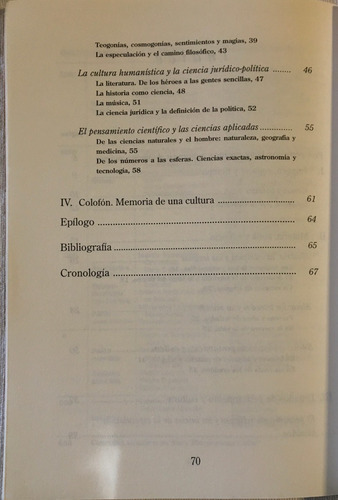 Teogonías, cosmogonías, sentimientos y magias, 39
La especulación y el camino filosófico, 43
La cultura humanística y la ciencia jurídico-política ........ 46
La literatura. De los héroes a las gentes sencillas, 47
La historia como ciencia, 48
La música, 51
La ciencia jurídica y la definición de la política, 52
El pensamiento científico y las ciencias aplicadas............... 55
De las ciencias naturales y el hombre: naturaleza, geografía y
medicina, 55
De los números a las esferas. Ciencias exactas, astronomía y
tecnología, 58
IV. Colofón. Memoria de una cultura ............................. 61
Epílogo ........................................................... 64
Bibliografía ...................................................... 65
Cronología ....................................................... 67
70